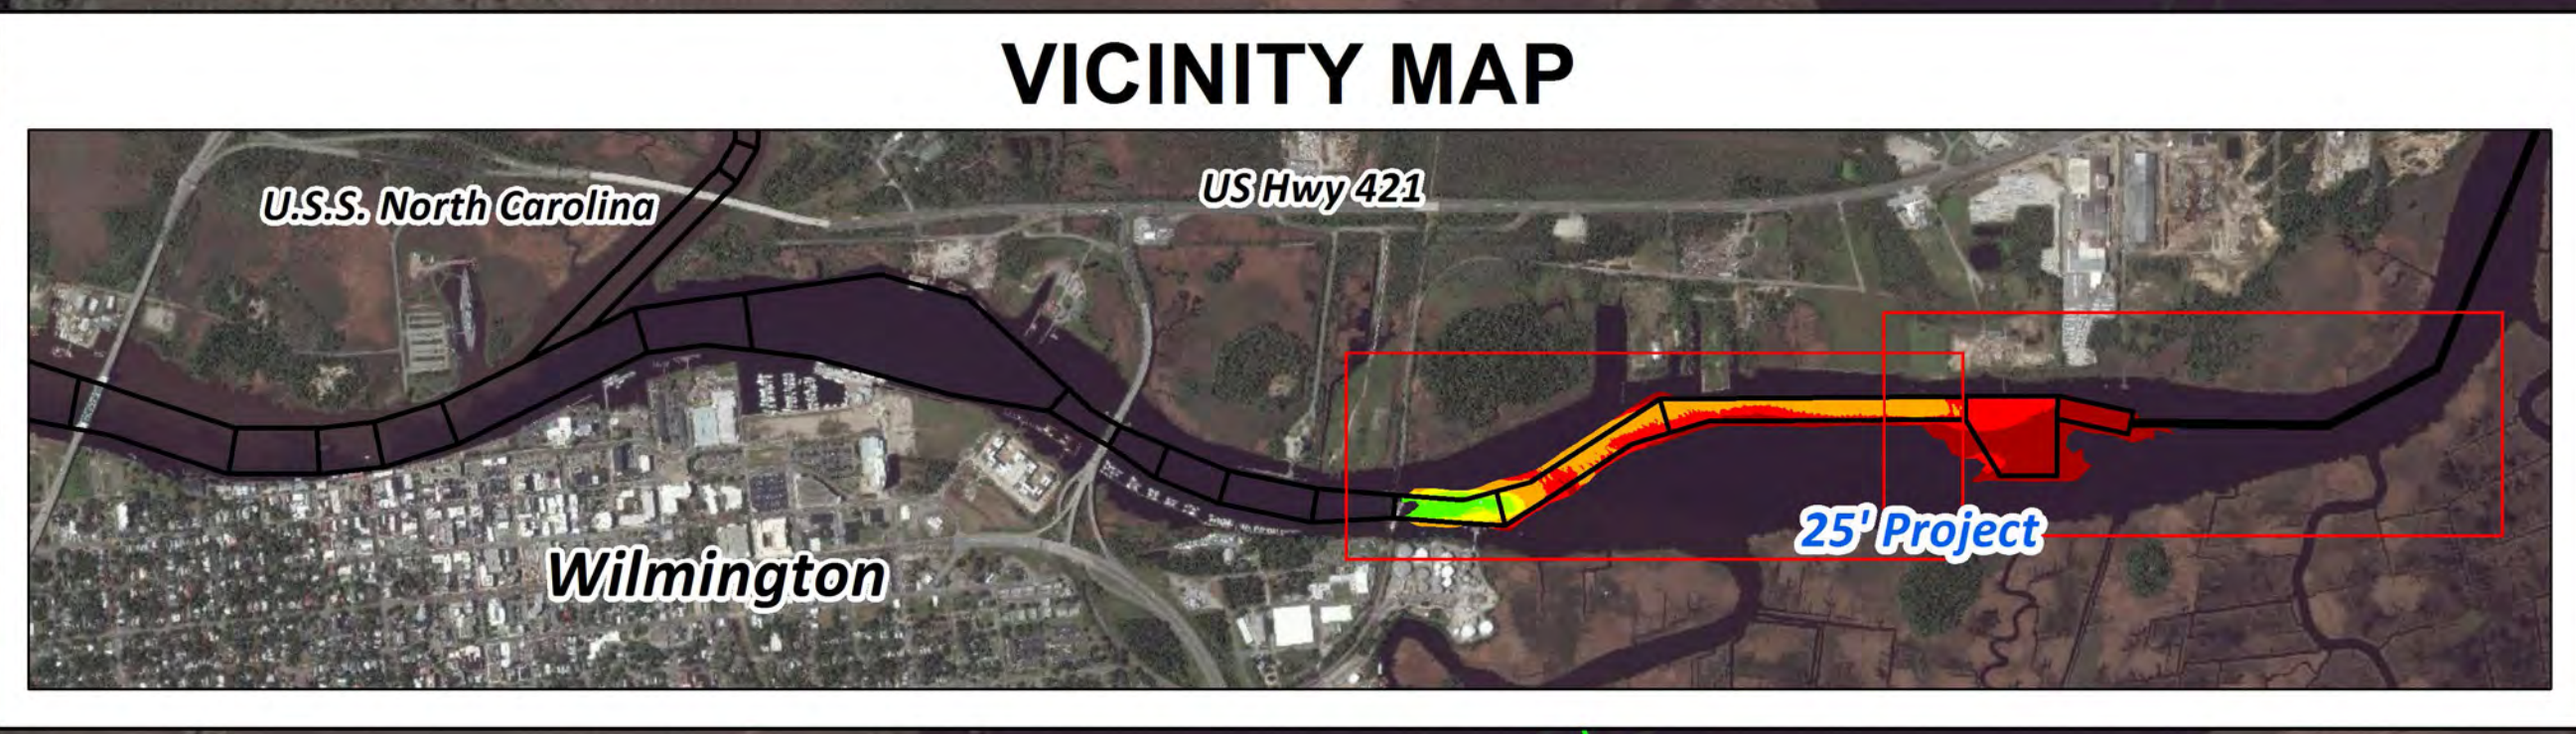 VICINITY MAP
US Hwy 421
U.S.S. North Carolina
25' Project
Wilmington